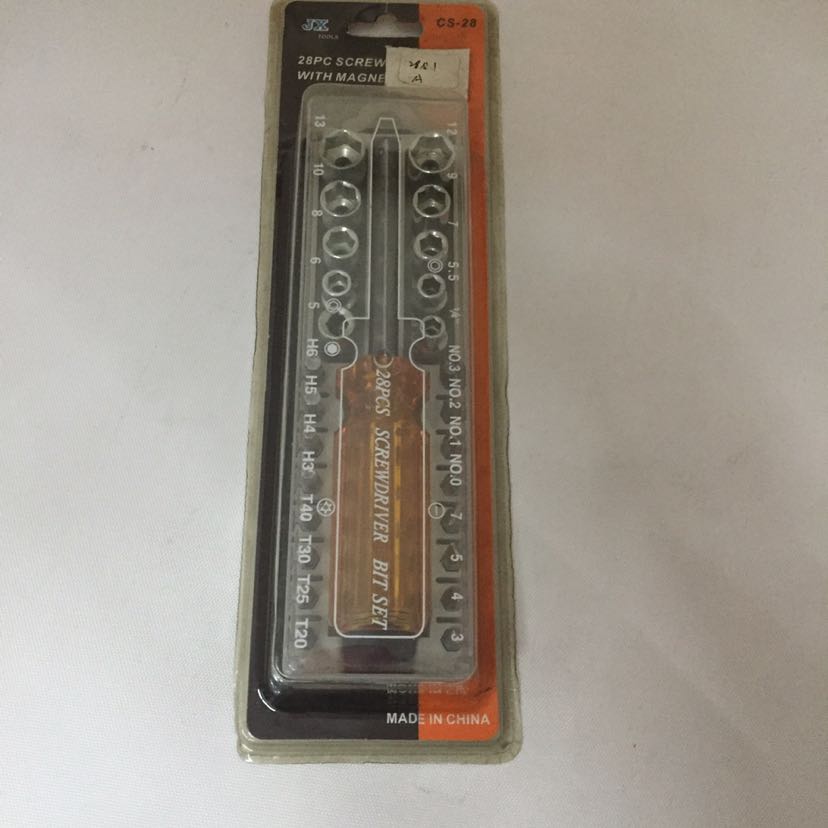 JX
TOOLS
CS-28
28PC SCREW
WITH MAGNE
13
12
10
9
8
7
6
5.5
5
1/4"
H6
NO.3
H5
NO.2
H4
NO.1
H3
NO.0
T40
7
T30
5
T25
4
T20
3
28PCS SCREWDRIVER BIT SET
MADE IN CHINA